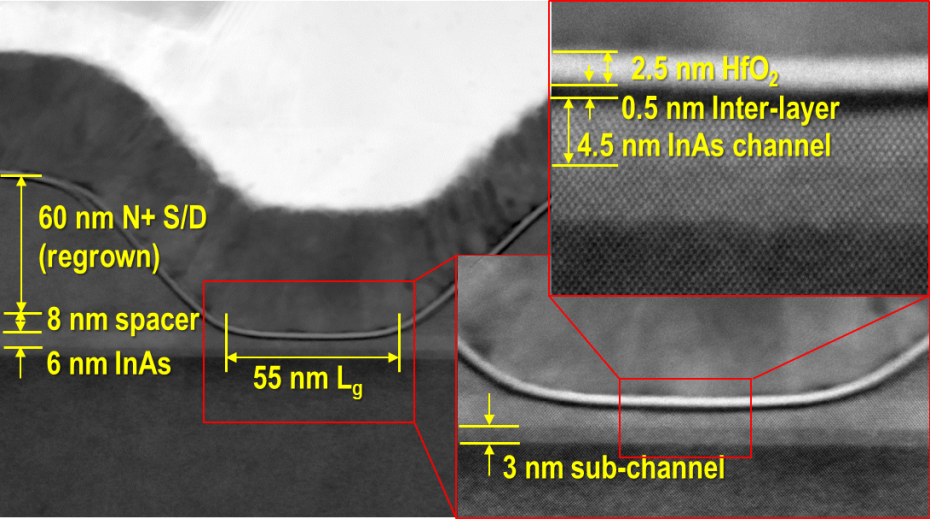 60 nm N+ S/D
(regrown)
8 nm spacer
6 nm InAs
55 nm Lg
2.5 nm HfO2
0.5 nm Inter-layer
4.5 nm InAs channel
3 nm sub-channel